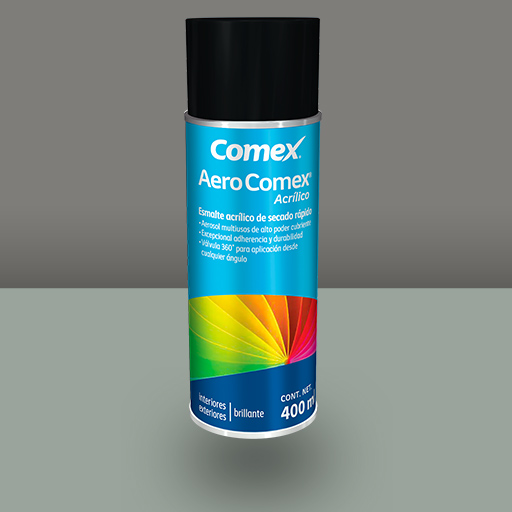 Comex
AeroComex®
Acrílico
Esmalte acrílico de secado rápido
• Aerosol multiusos de alto poder cubriente
• Excepcional adherencia y durabilidad
• Válvula 360° para aplicación desde
cualquier ángulo
interiores
exteriores
brillante
CONT. NET.
400 ml